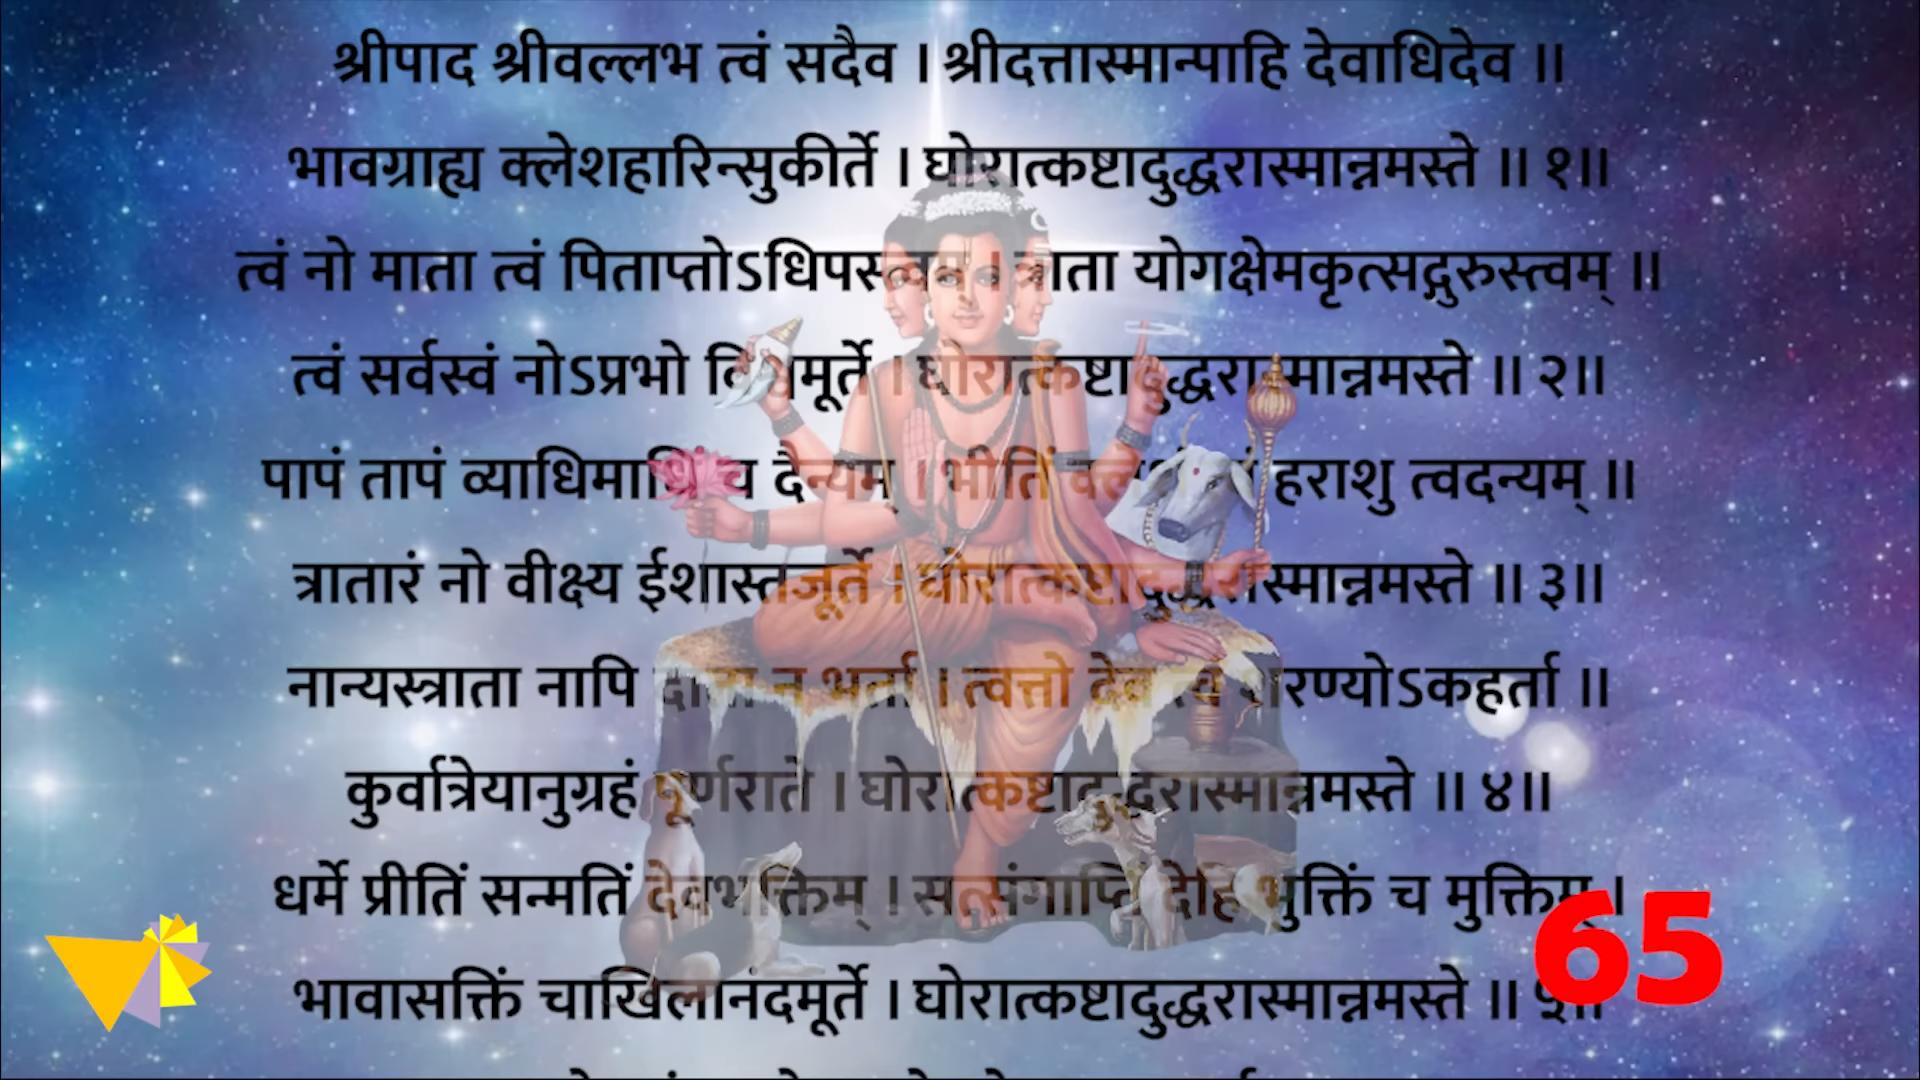 श्रीपाद श्रीवल्लभ त्वं सदैव । श्रीदत्तास्मान्पाहि देवाधिदेव ॥
भावग्राह्य क्लेशहारिन्सुकीर्ते । घोरात्कष्टादुद्धरास्मान्नमस्ते ॥ १॥
त्वं नो माता त्वं पिताप्तोऽधिपस्त्वम् । त्राता योगक्षेमकृत्सद्गुरुस्त्वम् ॥
त्वं सर्वस्वं नोऽप्रभो विश्वमूर्ते । घोरात्कष्टादुद्धरास्मान्नमस्ते ॥ २॥
पापं तापं व्याधिमाधिं च दैन्यम् । भीतिं क्लेशं त्वं हराशु त्वदन्यम् ॥
त्रातारं नो वीक्ष्य ईशास्तजूर्ते । घोरात्कष्टादुद्धरास्मान्नमस्ते ॥ ३॥
नान्यस्त्राता नापि दाता न भर्ता । त्वत्तो देव त्वं शरण्योऽकहर्ता ॥
कुर्वात्रेयानुग्रहं पूर्णराते । घोरात्कष्टादुद्धरास्मान्नमस्ते ॥ ४॥
धर्मे प्रीतिं सन्मतिं देवभक्तिम् । सत्संगाप्तिं देहि भुक्तिं च मुक्तिम् ।
भावासक्तिं चाखिलानंदमूर्ते । घोरात्कष्टादुद्धरास्मान्नमस्ते ॥ ५॥
65